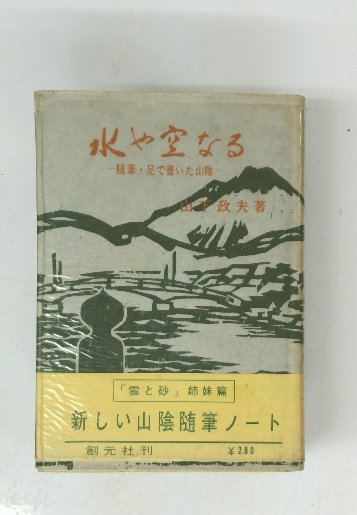 水や空なる
—随筆・足で書いた山陰—
山下政夫著
「雲と砂」姉妹篇
新しい山陰随筆ノート
創元社刊 ¥280